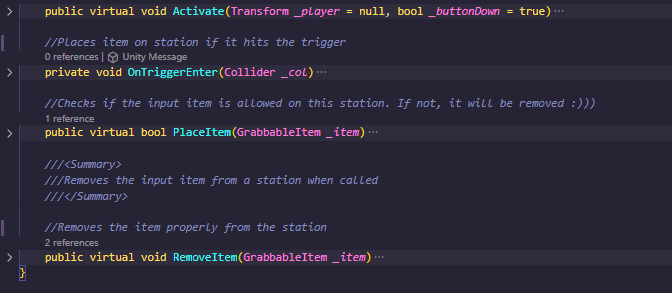 public virtual void Activate(Transform _player = null, bool _buttonDown = true)···
//Places item on station if it hits the trigger
0 references | Unity Message
private void OnTriggerEnter(Collider _col)···
//Checks if the input item is allowed on this station. If not, it will be removed :)))
1 reference
public virtual bool PlaceItem(GrabbableItem _item)···
///<Summary>
///Removes the input item from a station when called
///</Summary>
//Removes the item properly from the station
2 references
public virtual void RemoveItem(GrabbableItem _item)···
}